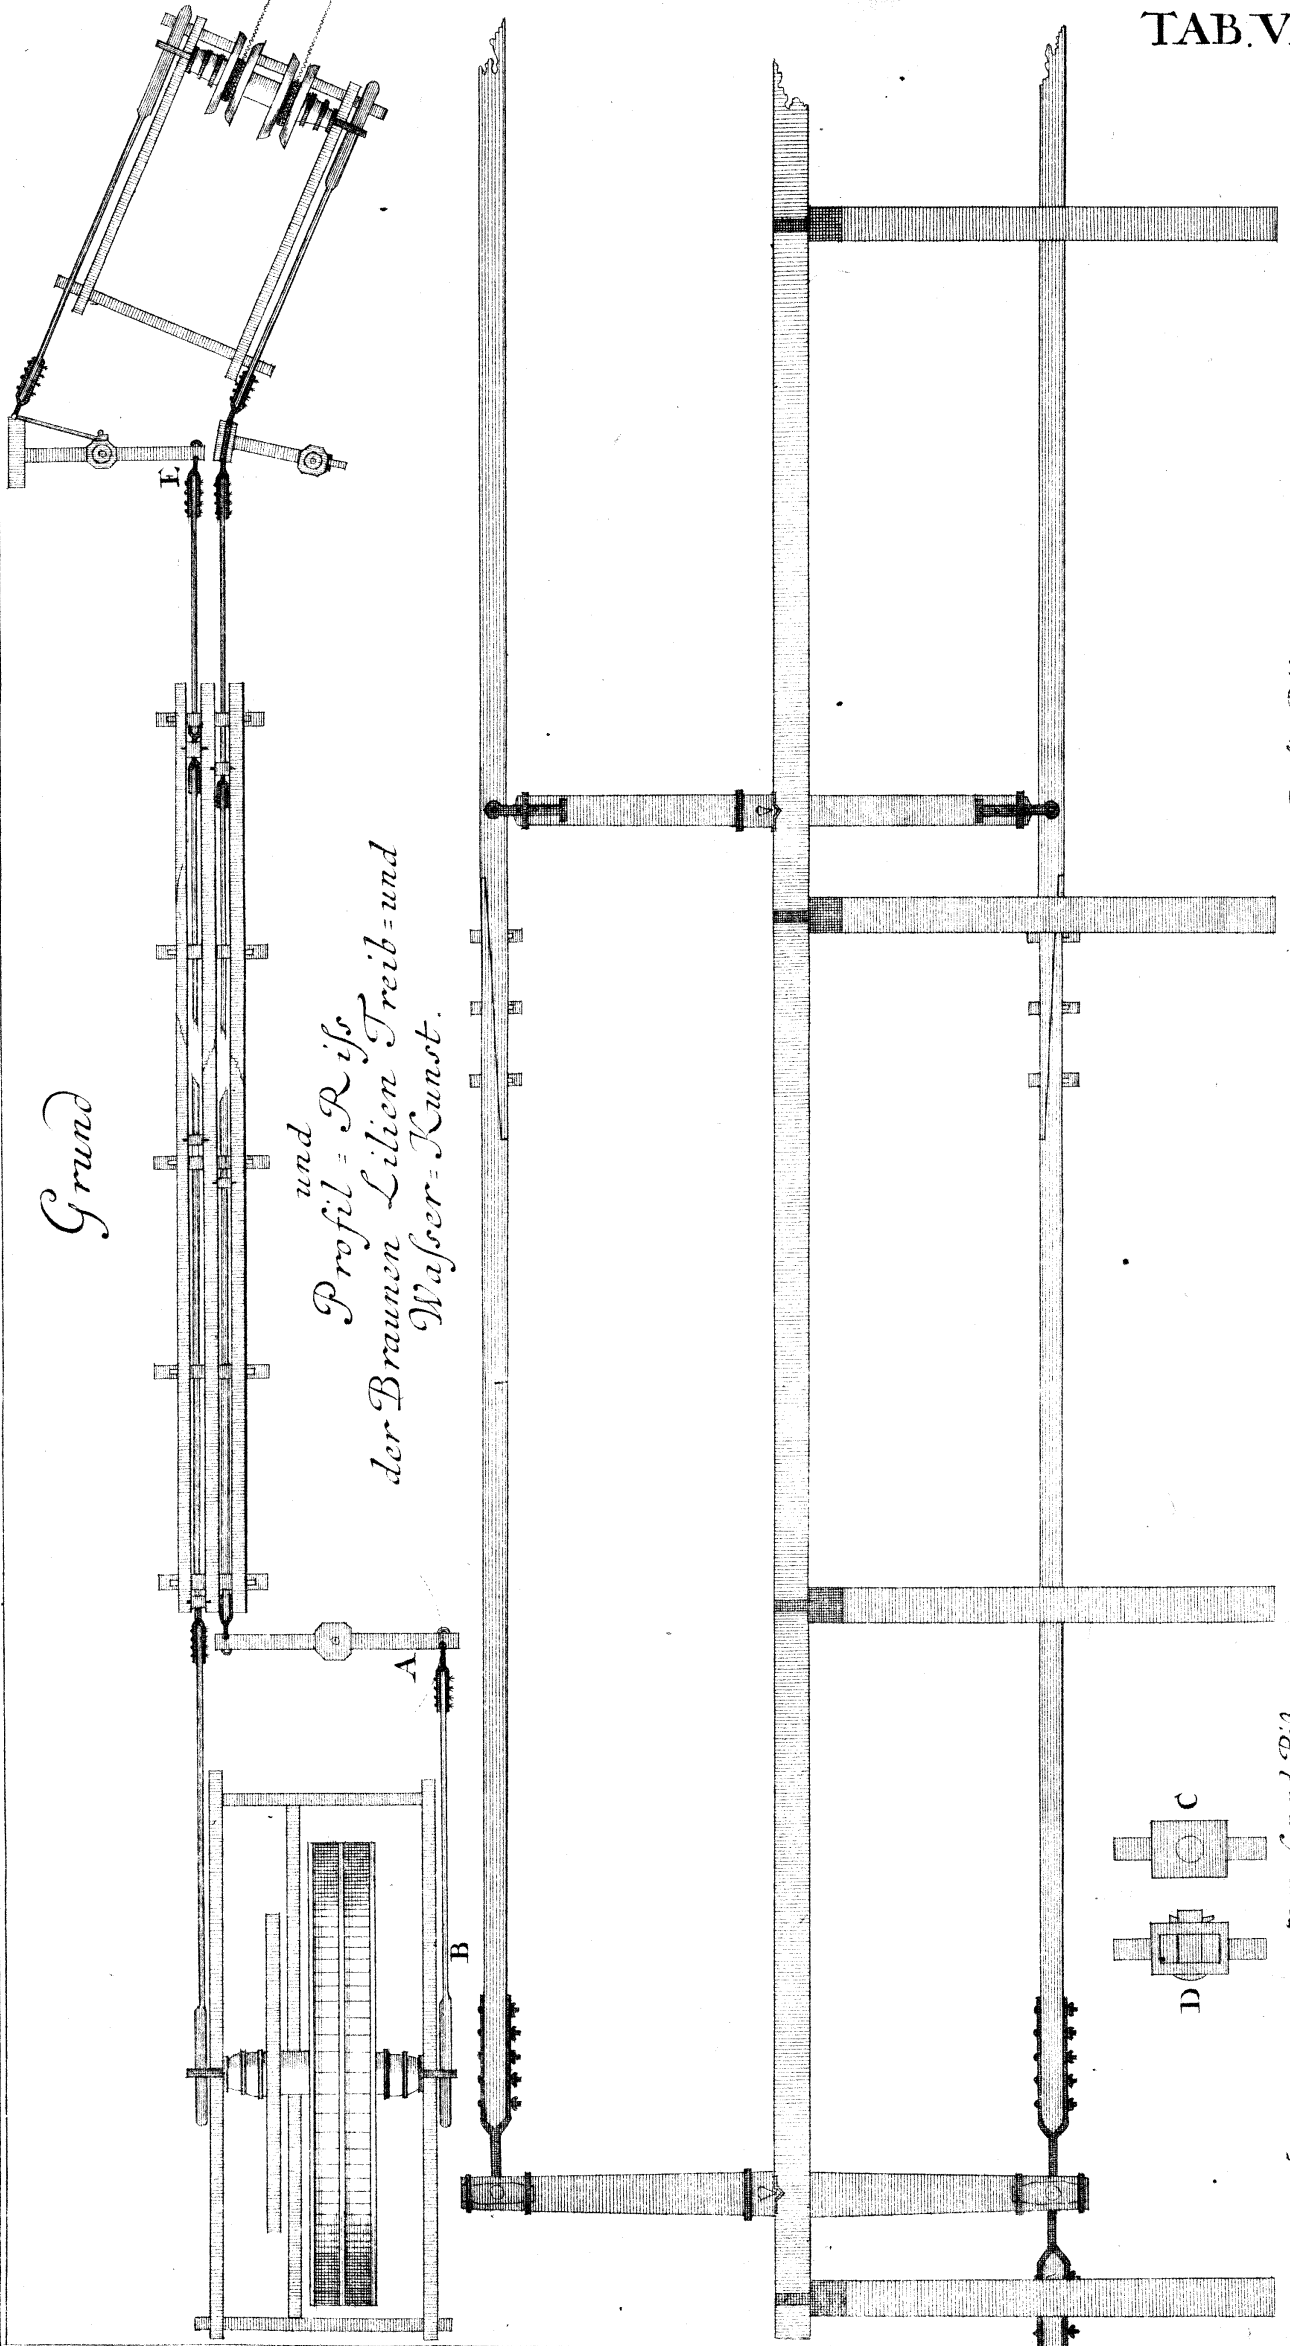 TAB. V.
Grund
und
Profil = Riſs
der Braunen Lilien Treib = und
Waſser = Kunst.
E
A
B
C
D